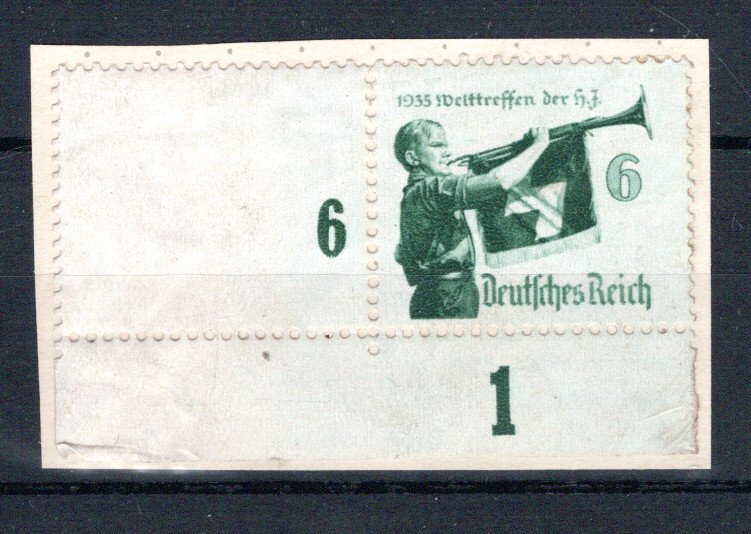 1935 Welttreffen der H.J.
6
6
Deutsches Reich
1